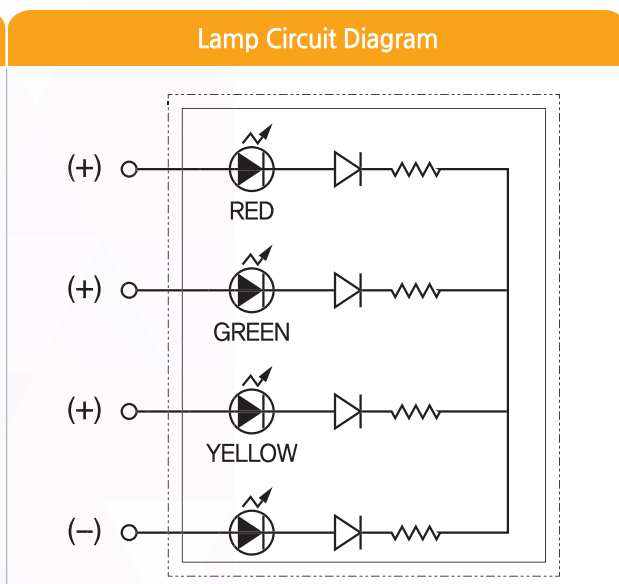 Lamp Circuit Diagram
(+)
RED
(+)
GREEN
(+)
YELLOW
(−)